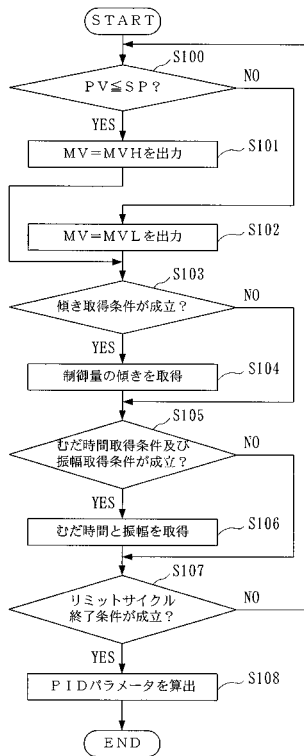 START
S100
PV≦SP?
NO
YES
S101
MV=MVHを出力
S102
MV=MVLを出力
S103
傾き取得条件が成立?
NO
YES
S104
制御量の傾きを取得
S105
むだ時間取得条件及び
振幅取得条件が成立?
NO
YES
S106
むだ時間と振幅を取得
S107
リミットサイクル
終了条件が成立?
NO
YES
S108
PIDパラメータを算出
END